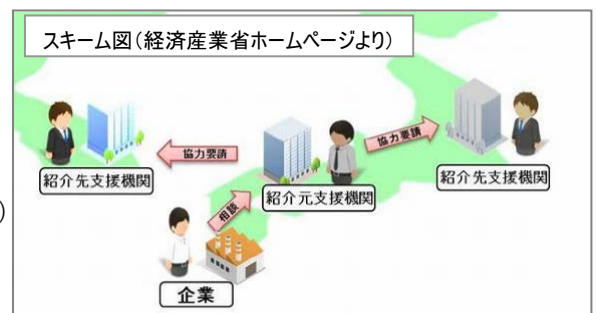 スキーム図(経済産業省ホームページより)
協力要請
協力要請
紹介先支援機関
紹介元支援機関
紹介先支援機関
相談
企業
)